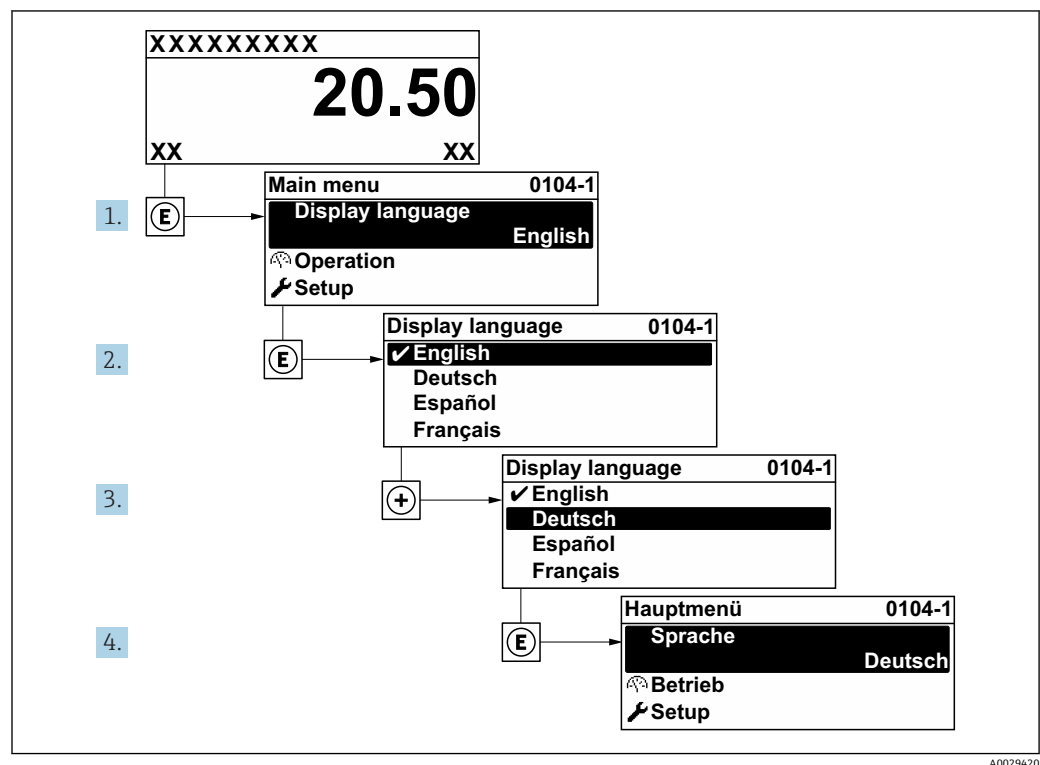 XXXXXXXXX
20.50
XX XX
Main menu 0104-1
1. E Display language
English
Operation
Setup
Display language 0104-1
2. E ✔English
Deutsch
Español
Français
Display language 0104-1
3. + ✔English
Deutsch
Español
Français
Hauptmenü 0104-1
4. E Sprache
Deutsch
Betrieb
Setup
A0029420